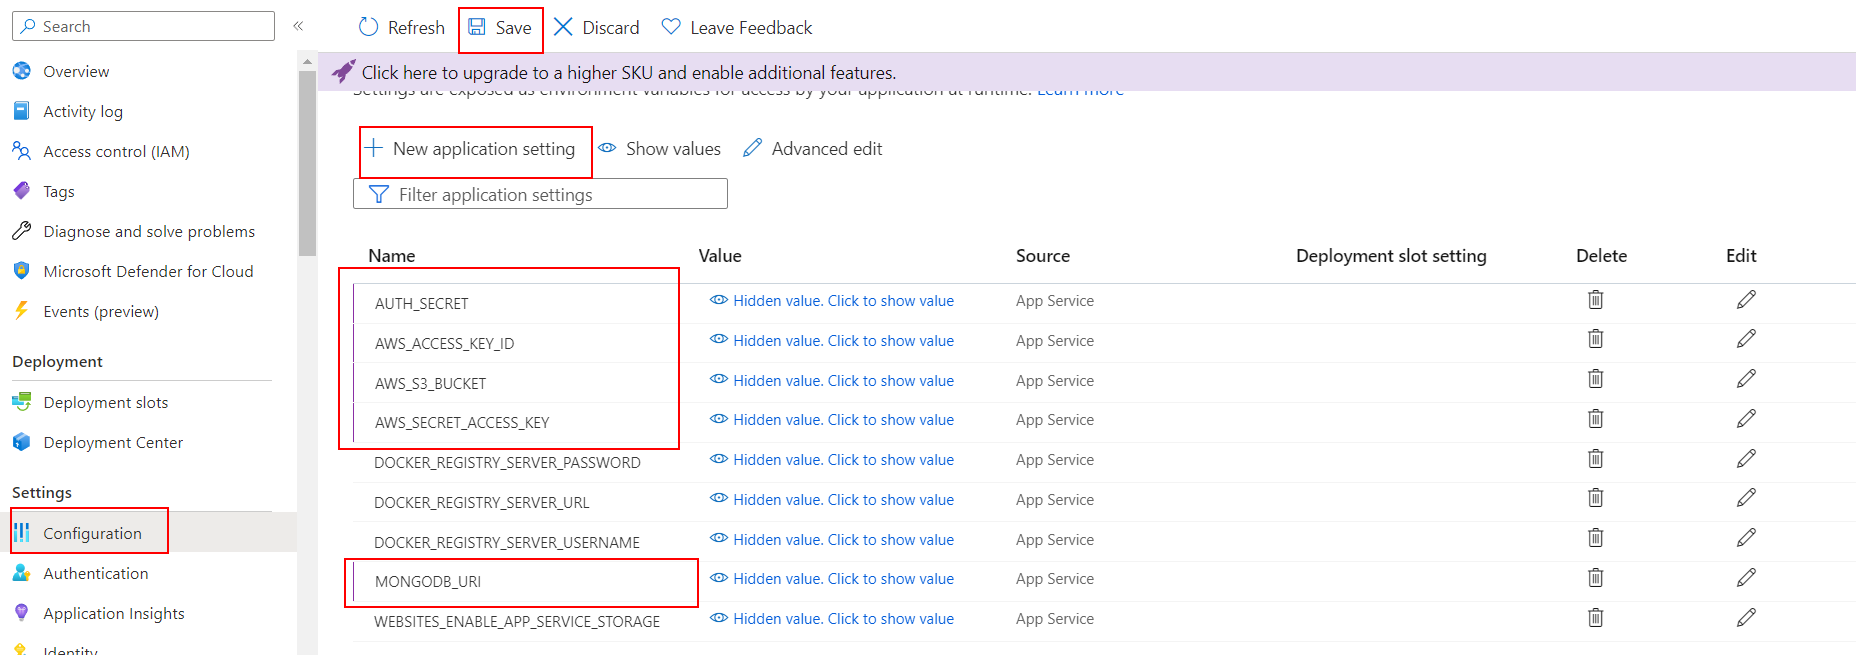 Search
«
Refresh Save Discard Leave Feedback
Click here to upgrade to a higher SKU and enable additional features.
Settings are exposed as environment variables for access by your application at runtime. Learn more
Overview
Activity log
Access control (IAM)
Tags
Diagnose and solve problems
Microsoft Defender for Cloud
Events (preview)
Deployment
Deployment slots
Deployment Center
Settings
Configuration
Authentication
Application Insights
Identity
New application setting Show values Advanced edit
Filter application settings
Name Value Source Deployment slot setting Delete Edit
AUTH_SECRET Hidden value. Click to show value App Service
AWS_ACCESS_KEY_ID Hidden value. Click to show value App Service
AWS_S3_BUCKET Hidden value. Click to show value App Service
AWS_SECRET_ACCESS_KEY Hidden value. Click to show value App Service
DOCKER_REGISTRY_SERVER_PASSWORD Hidden value. Click to show value App Service
DOCKER_REGISTRY_SERVER_URL Hidden value. Click to show value App Service
DOCKER_REGISTRY_SERVER_USERNAME Hidden value. Click to show value App Service
MONGODB_URI Hidden value. Click to show value App Service
WEBSITES_ENABLE_APP_SERVICE_STORAGE Hidden value. Click to show value App Service